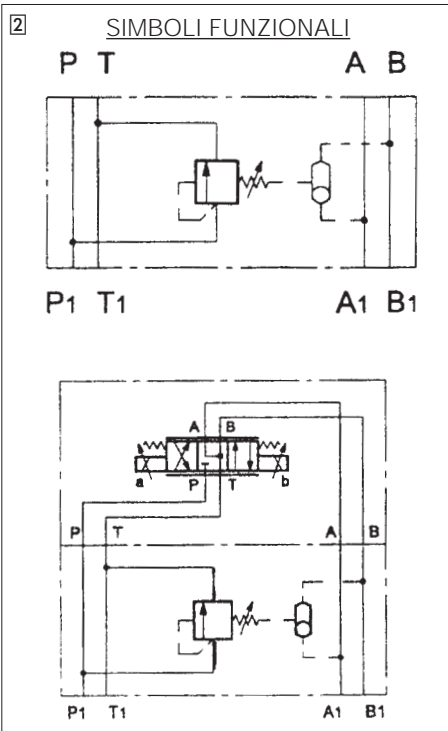 2 SIMBOLI FUNZIONALI
P T A B
P1 T1 A1 B1
A B
a P T b
P T A B
P1 T1 A1 B1